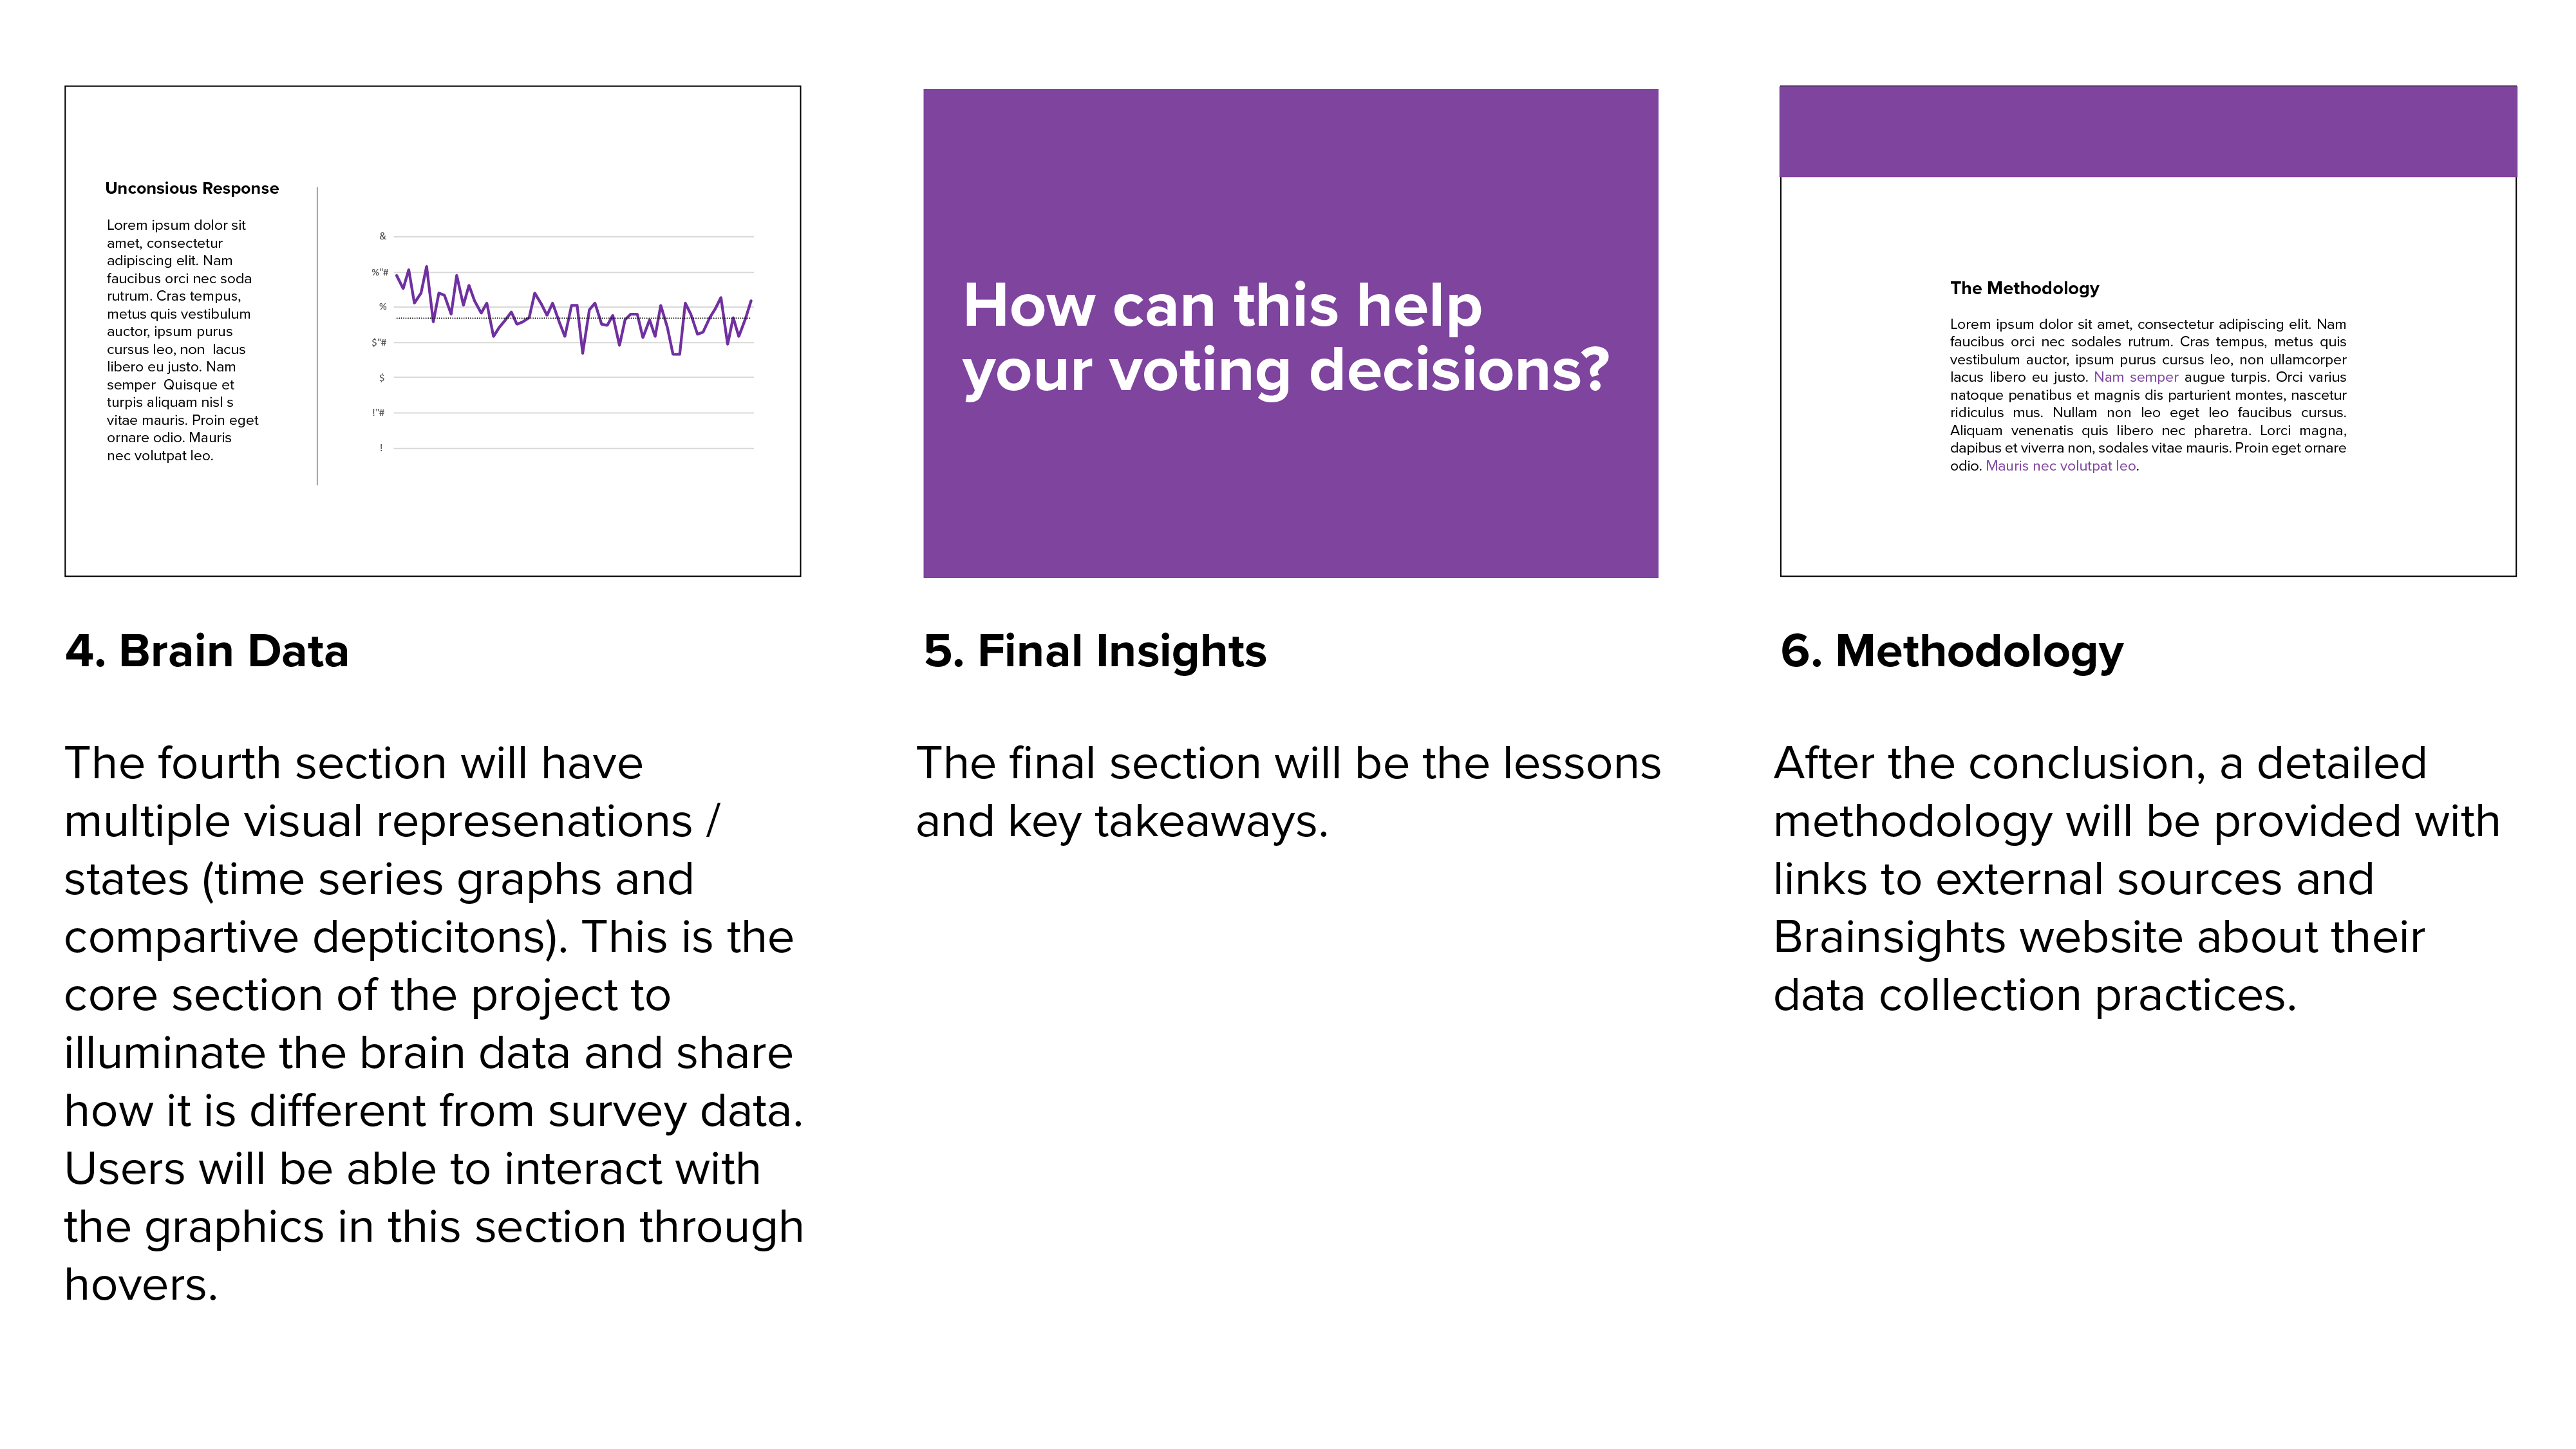 Unconsious Response
Lorem ipsum dolor sit
amet, consectetur
adipiscing elit. Nam
faucibus orci nec soda
rutrum. Cras tempus,
metus quis vestibulum
auctor, ipsum purus
cursus leo, non  lacus
libero eu justo. Nam
semper  Quisque et
turpis aliquam nisl s
vitae mauris. Proin eget
ornare odio. Mauris
nec volutpat leo.
&
%"#
%
$"#
$
!"#
!
How can this help
your voting decisions?
The Methodology
Lorem ipsum dolor sit amet, consectetur adipiscing elit. Nam
faucibus orci nec sodales rutrum. Cras tempus, metus quis
vestibulum auctor, ipsum purus cursus leo, non ullamcorper
lacus libero eu justo. Nam semper augue turpis. Orci varius
natoque penatibus et magnis dis parturient montes, nascetur
ridiculus mus. Nullam non leo eget leo faucibus cursus.
Aliquam venenatis quis libero nec pharetra. Lorci magna,
dapibus et viverra non, sodales vitae mauris. Proin eget ornare
odio. Mauris nec volutpat leo.
4. Brain Data
The fourth section will have
multiple visual represenations /
states (time series graphs and
compartive depticitons). This is the
core section of the project to
illuminate the brain data and share
how it is different from survey data.
Users will be able to interact with
the graphics in this section through
hovers.
5. Final Insights
The final section will be the lessons
and key takeaways.
6. Methodology
After the conclusion, a detailed
methodology will be provided with
links to external sources and
Brainsights website about their
data collection practices.